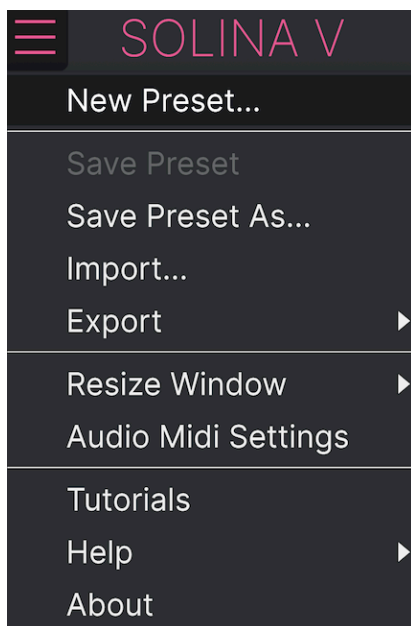 SOLINA V
New Preset...
Save Preset
Save Preset As...
Import...
Export
Resize Window
Audio Midi Settings
Tutorials
Help
About